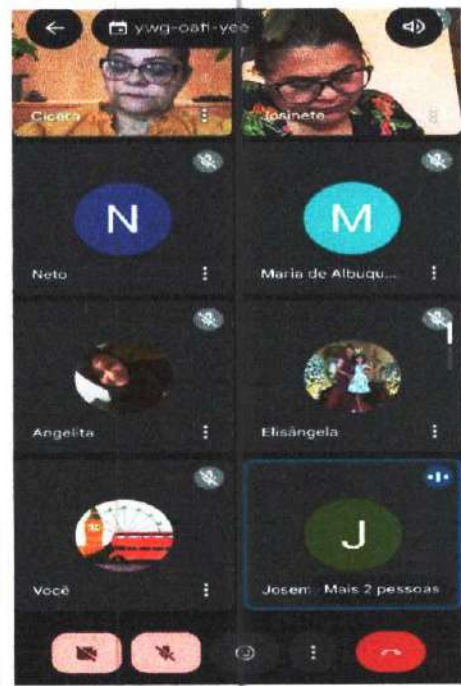 ywg-oafi-yee
Cicera
Josinete
N
M
Neto
Maria de Albuqu...
Angelita
Elisângela
J
Você
Josem Mais 2 pessoas